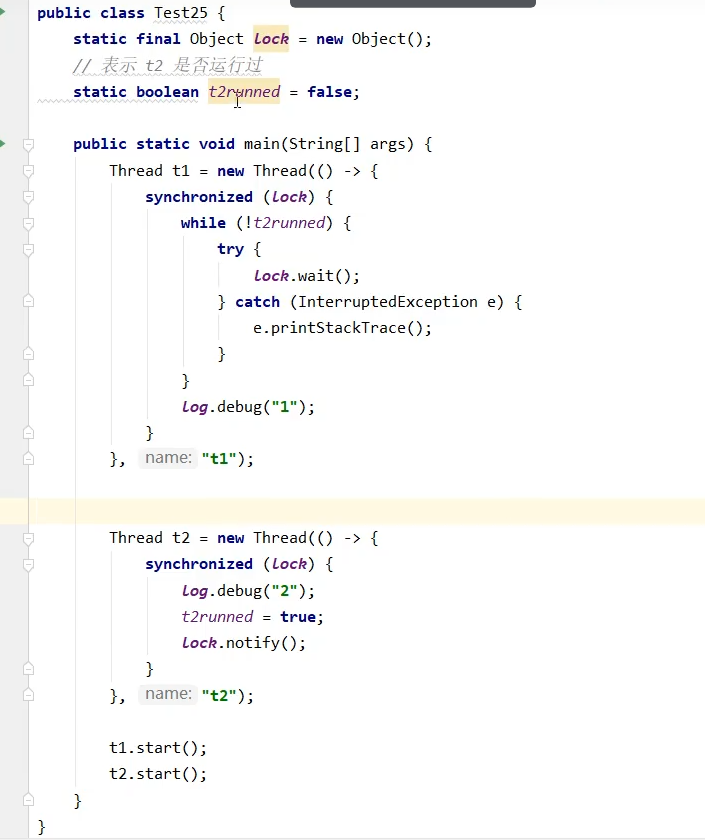 public class Test25 {
static final Object lock = new Object();
// 表示 t2 是否运行过
static boolean t2runned = false;
public static void main(String[] args) {
Thread t1 = new Thread(() -> {
synchronized (lock) {
while (!t2runned) {
try {
lock.wait();
} catch (InterruptedException e) {
e.printStackTrace();
}
}
log.debug("1");
}
}, name: "t1");
Thread t2 = new Thread(() -> {
synchronized (lock) {
log.debug("2");
t2runned = true;
lock.notify();
}
}, name: "t2");
t1.start();
t2.start();
}
}